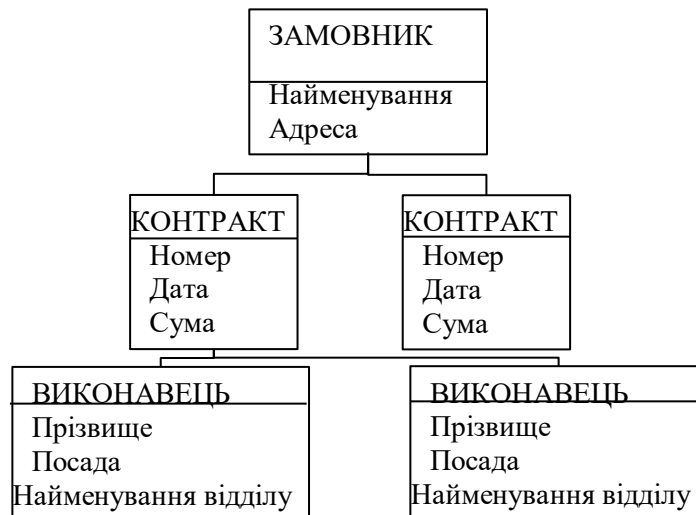 ЗАМОВНИК
Найменування
Адреса
КОНТРАКТ
Номер
Дата
Сума
КОНТРАКТ
Номер
Дата
Сума
ВИКОНАВЕЦЬ
Прізвище
Посада
Найменування відділу
ВИКОНАВЕЦЬ
Прізвище
Посада
Найменування відділу